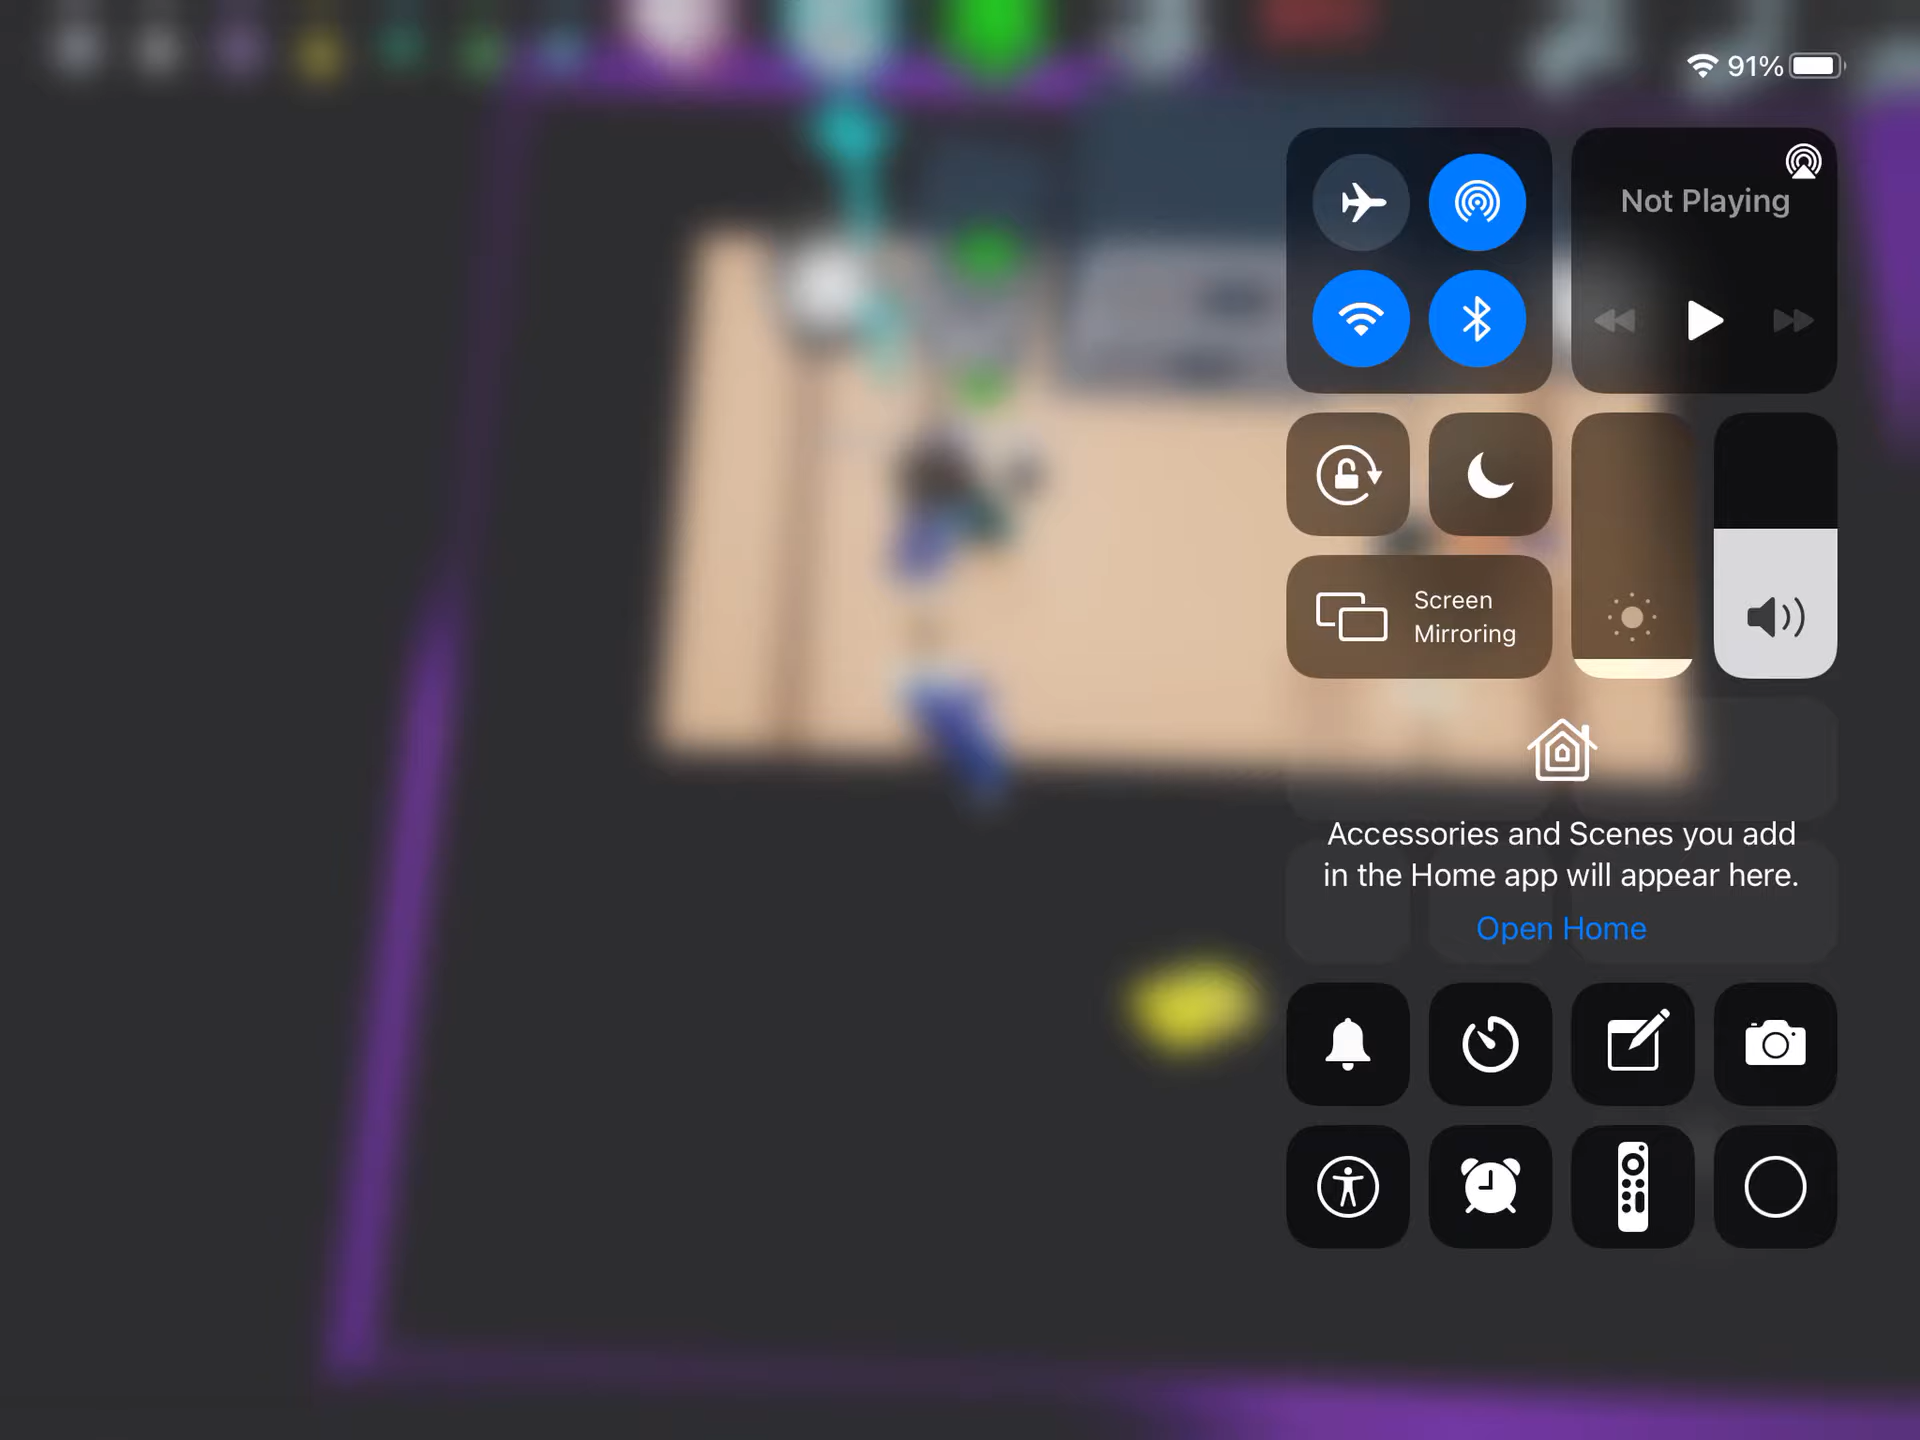 91%
Not Playing
Screen
Mirroring
Accessories and Scenes you add
in the Home app will appear here.
Open Home